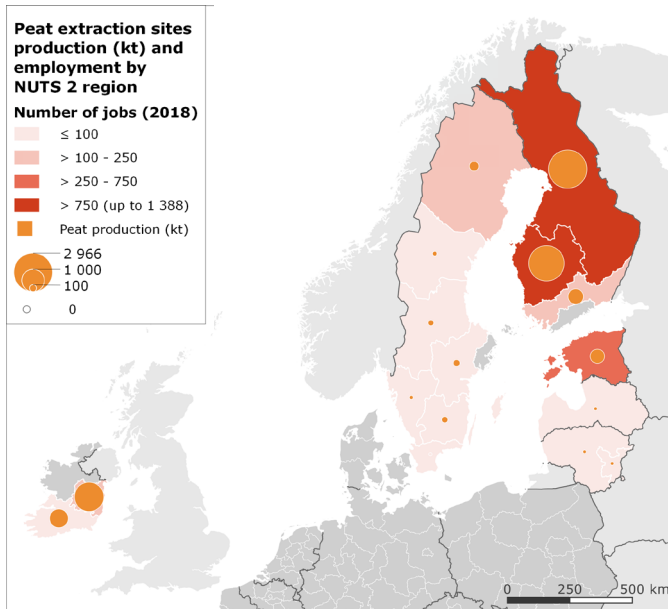 Peat extraction sites
production (kt) and
employment by
NUTS 2 region
Number of jobs (2018)
≤ 100
> 100 - 250
> 250 - 750
> 750 (up to 1 388)
Peat production (kt)
2 966
1 000
100
0
0 250 500 km